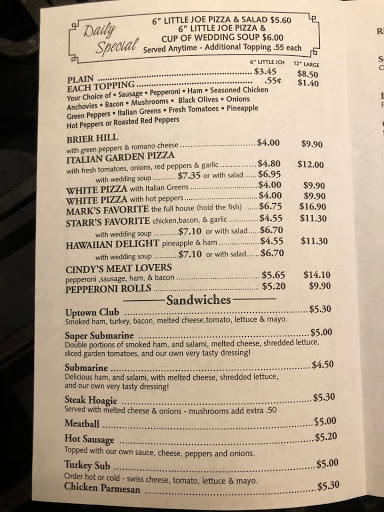 Daily Special
6" LITTLE JOE PIZZA & SALAD $5.60
6" LITTLE JOE PIZZA &
CUP OF WEDDING SOUP $6.00
Served Anytime - Additional Topping .55 each
6" LITTLE JOE 12" LARGE
PLAIN $3.45 $8.50
EACH TOPPING .55¢ $1.40
Your Choice of • Sausage • Pepperoni • Ham • Seasoned Chicken
Anchovies • Bacon • Mushrooms • Black Olives • Onions
Green Peppers • Italian Greens • Fresh Tomatoes • Pineapple
Hot Peppers or Roasted Red Peppers
BRIER HILL
with green peppers & romano cheese $4.00 $9.90
ITALIAN GARDEN PIZZA
with fresh tomatoes, onions, red peppers & garlic $4.80 $12.00
with wedding soup $7.35 or with salad $6.95
WHITE PIZZA with Italian Greens $4.00 $9.90
WHITE PIZZA with hot peppers $4.00 $9.90
MARK'S FAVORITE the full house (hold the fish) $6.75 $16.90
STARR'S FAVORITE chicken,bacon, & garlic $4.55 $11.30
with wedding soup $7.10 or with salad $6.70
HAWAIIAN DELIGHT pineapple & ham $4.55 $11.30
with wedding soup $7.10 or with salad $6.70
CINDY'S MEAT LOVERS
pepperoni ,sausage, ham, & bacon $5.65 $14.10
PEPPERONI ROLLS $5.20 $9.90
Sandwiches
Uptown Club $5.30
Smoked ham, turkey, bacon, melted cheese,tomato, lettuce & mayo.
Super Submarine $5.00
Double portions of smoked ham, and salami, melted cheese, shredded lettuce,
sliced garden tomatoes, and our own very tasty dressing!
Submarine $4.50
Delicious ham, and salami, with melted cheese, shredded lettuce,
and our own very tasty dressing!
Steak Hoagie $5.30
Served with melted cheese & onions - mushrooms add extra .50
Meatball $5.00
Hot Sausage $5.20
Topped with our own sauce, cheese, peppers and onions.
Turkey Sub $5.00
Order hot or cold - swiss cheese, tomato, lettuce & mayo.
Chicken Parmesan $5.30